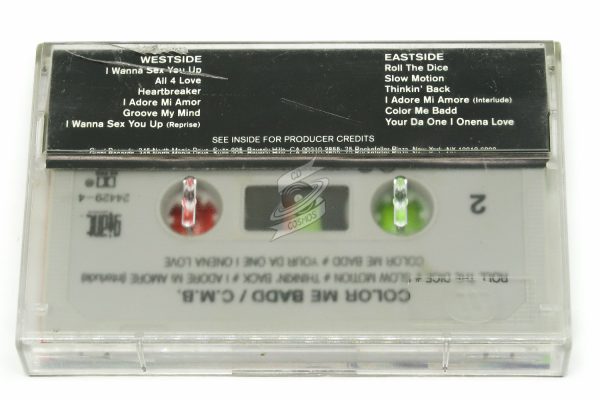 WESTSIDE
I Wanna Sex You Up
All 4 Love
Heartbreaker
I Adore Mi Amor
Groove My Mind
I Wanna Sex You Up (Reprise)
EASTSIDE
Roll The Dice
Slow Motion
Thinkin' Back
I Adore Mi Amore (Interlude)
Color Me Badd
Your Da One I Onena Love
SEE INSIDE FOR PRODUCER CREDITS
CD
COSMOS
2
24429-4
COLOR ME BADD / C.M.B.
ROLL THE DICE # SLOW MOTION # THINKIN' BACK # I ADORE MI AMORE (Interlude)
COLOR ME BADD # YOUR DA ONE I ONENA LOVE